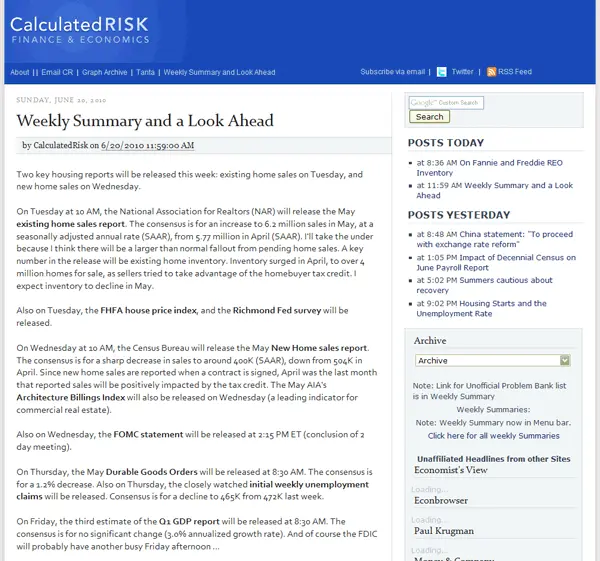 CalculatedRISK
FINANCE & ECONOMICS
About || Email CR | Graph Archive | Tanta | Weekly Summary and Look Ahead
Subscribe via email | Twitter | RSS Feed
SUNDAY, JUNE 20, 2010
Weekly Summary and a Look Ahead
by CalculatedRisk on 6/20/2010 11:59:00 AM
Two key housing reports will be released this week: existing home sales on Tuesday, and
new home sales on Wednesday.
On Tuesday at 10 AM, the National Association for Realtors (NAR) will release the May
existing home sales report. The consensus is for an increase to 6.2 million sales in May, at a
seasonally adjusted annual rate (SAAR), from 5.77 million in April (SAAR). I'll take the under
because I think there will be a larger than normal fallout from pending home sales. A key
number in the release will be existing home inventory. Inventory surged in April, to over 4
million homes for sale, as sellers tried to take advantage of the homebuyer tax credit. I
expect inventory to decline in May.
Also on Tuesday, the FHFA house price index, and the Richmond Fed survey will be
released.
On Wednesday at 10 AM, the Census Bureau will release the May New Home sales report.
The consensus is for a sharp decrease in sales to around 400K (SAAR), down from 504K in
April. Since new home sales are reported when a contract is signed, April was the last month
that reported sales will be positively impacted by the tax credit. The May AIA's
Architecture Billings Index will also be released on Wednesday (a leading indicator for
commercial real estate).
Also on Wednesday, the FOMC statement will be released at 2:15 PM ET (conclusion of 2
day meeting).
On Thursday, the May Durable Goods Orders will be released at 8:30 AM. The consensus is
for a 1.2% decrease. Also on Thursday, the closely watched initial weekly unemployment
claims will be released. Consensus is for a decline to 465K from 472K last week.
On Friday, the third estimate of the Q1 GDP report will be released at 8:30 AM. The
consensus is for no significant change (3.0% annualized growth rate). And of course the FDIC
will probably have another busy Friday afternoon ...
Google™ Custom Search
Search
POSTS TODAY
at 8:36 AM On Fannie and Freddie REO
Inventory
at 11:59 AM Weekly Summary and a Look
Ahead
POSTS YESTERDAY
at 8:48 AM China statement: "To proceed
with exchange rate reform"
at 1:05 PM Impact of Decennial Census on
June Payroll Report
at 5:02 PM Summers cautious about
recovery
at 9:02 PM Housing Starts and the
Unemployment Rate
Archive
Archive
Note: Link for Unofficial Problem Bank list
is in Weekly Summary
Weekly Summaries:
Note: Weekly Summary now in Menu bar.
Click here for all weekly Summaries
Unaffiliated Headlines from other Sites
Economist's View
Loading...
Econbrowser
Loading...
Paul Krugman
Loading...
Money & Company